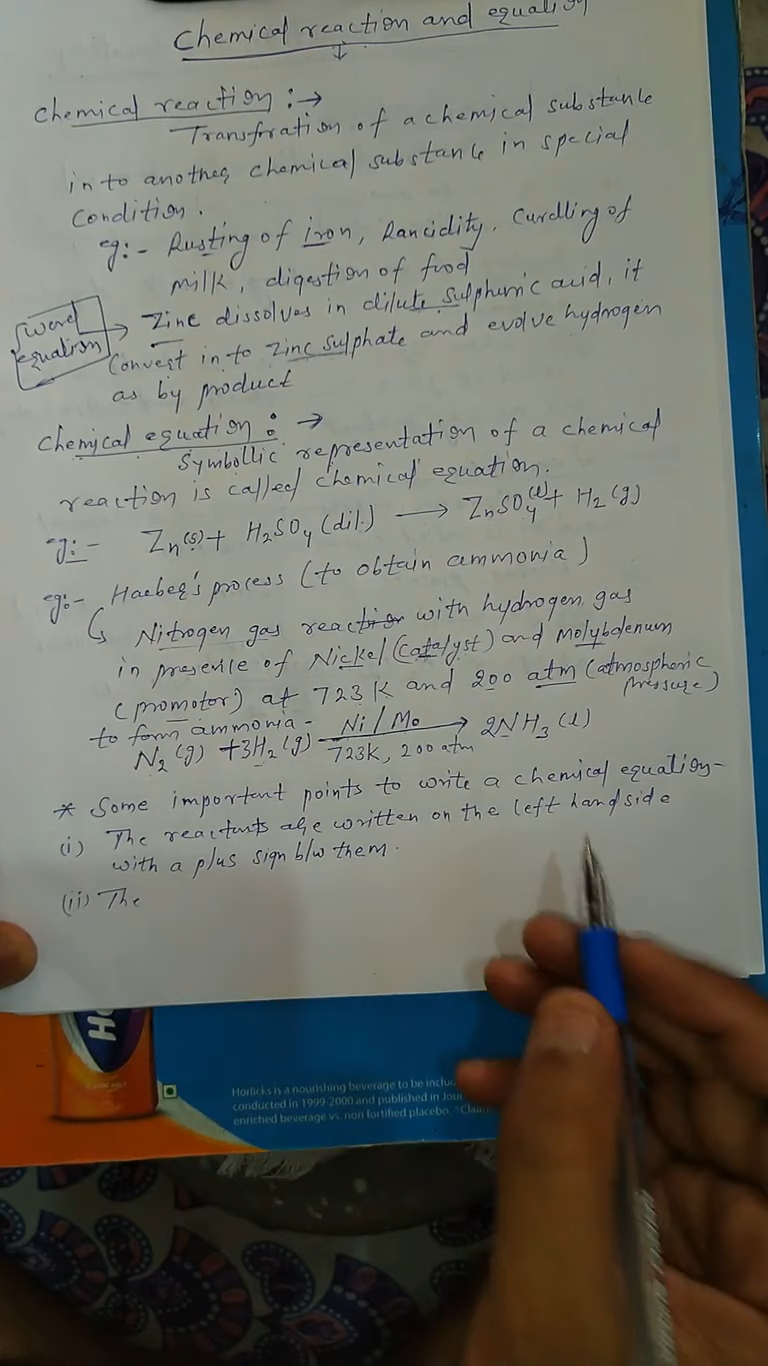 Chemical reaction and equality
↓
Chemical reaction :→
Transfration of a chemical substance
in to another chemical substance in special
Condition.
eg:- Rusting of iron, Rancidity, Curdling of
milk, digestion of food
word
equation
→ Zinc dissolves in dilute sulphuric acid, it
Convert in to Zinc sulphate and evolve hydrogen
as by product
Chemical equation :→
Symbollic representation of a chemical
reaction is called chemical equation.
eg:- Zn(s) + H2SO4 (dil.) → ZnSO4(l) + H2(g)
eg:- Haeber's process (to obtain ammonia)
Nitrogen gas reaction with hydrogen gas
in presence of Nickel (Catalyst) and Molybdenum
(promotor) at 723 K and 200 atm (atmospheric
pressure)
to form ammonia -
N2 (g) + 3H2 (g) Ni / Mo → 2NH3 (l)
723K, 200 atm
* Some important points to write a chemical equation-
(i) The reactants are written on the left hand side
with a plus sign b/w them.
(ii) The
Ho
Horlicks is a nourishing beverage to be
conducted in 1999-2000 and published in
enriched beverage vs. non fortified placebo.